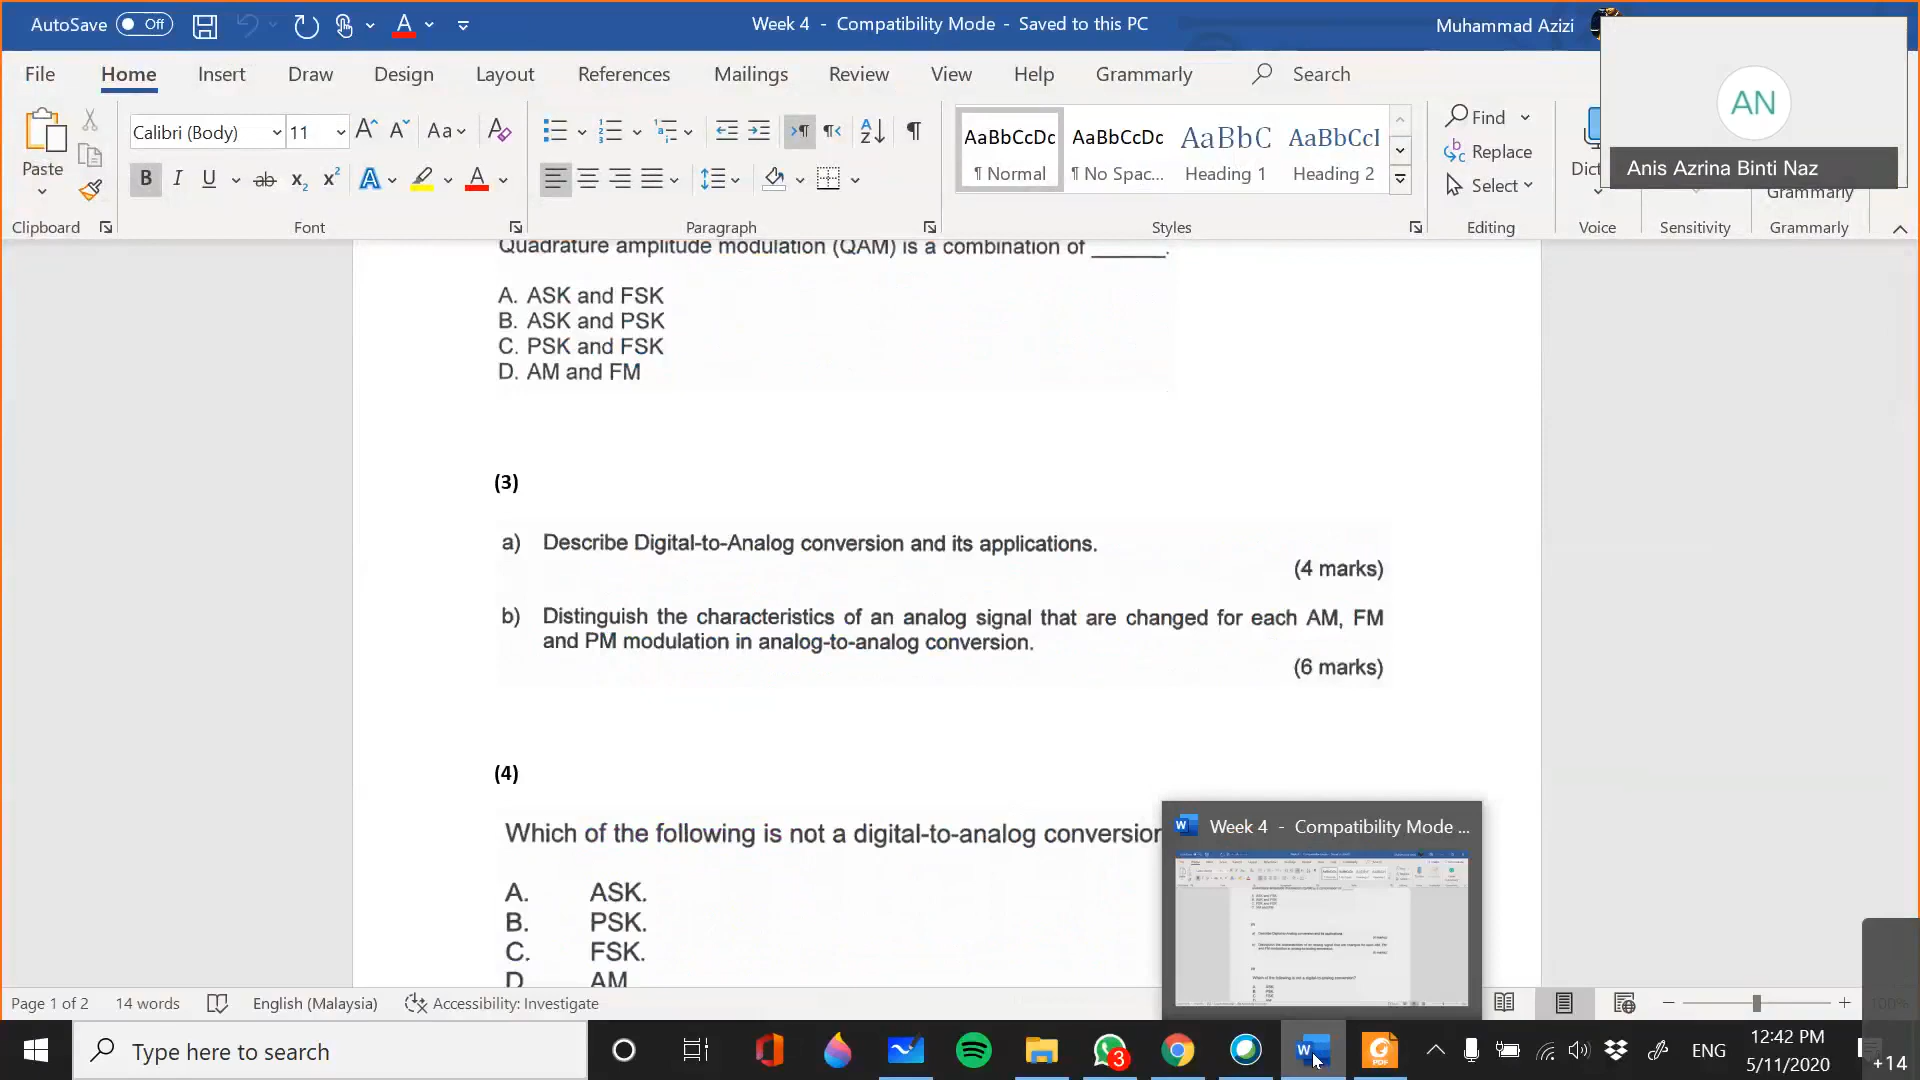 AutoSave Off
Week 4 - Compatibility Mode - Saved to this PC
Muhammad Azizi
File Home Insert Draw Design Layout References Mailings Review View Help Grammarly Search
AN
Anis Azrina Binti Naz
Paste
Calibri (Body) 11
AaBbCcDc AaBbCcDc AaBbC AaBbCcI
¶ Normal ¶ No Spac... Heading 1 Heading 2
Find
Replace
Select
Dict
Grammarly
Clipboard Font Paragraph Styles Editing Voice Sensitivity Grammarly
Quadrature amplitude modulation (QAM) is a combination of ______.
A. ASK and FSK
B. ASK and PSK
C. PSK and FSK
D. AM and FM
(3)
a) Describe Digital-to-Analog conversion and its applications.
(4 marks)
b) Distinguish the characteristics of an analog signal that are changed for each AM, FM
and PM modulation in analog-to-analog conversion.
(6 marks)
(4)
Which of the following is not a digital-to-analog conversion
A. ASK.
B. PSK.
C. FSK.
D. AM
Week 4 - Compatibility Mode ...
Page 1 of 2 14 words English (Malaysia) Accessibility: Investigate
100%
Type here to search
3
ENG
12:42 PM
5/11/2020
+14